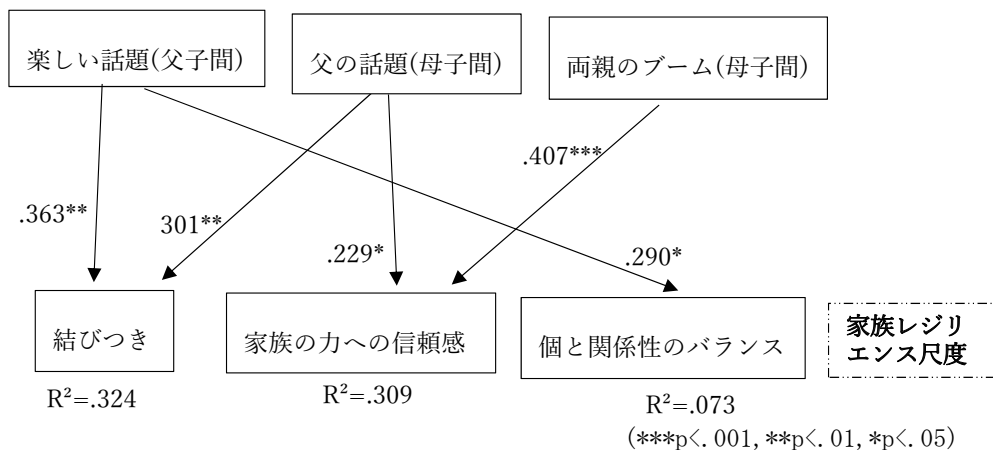 楽しい話題(父子間)
父の話題(母子間)
両親のブーム(母子間)
.407***
.363**
301**
.229*
.290*
結びつき
家族の力への信頼感
個と関係性のバランス
家族レジリ
エンス尺度
R²=.324
R²=.309
R²=.073
(***p<.001, **p<.01, *p<.05)